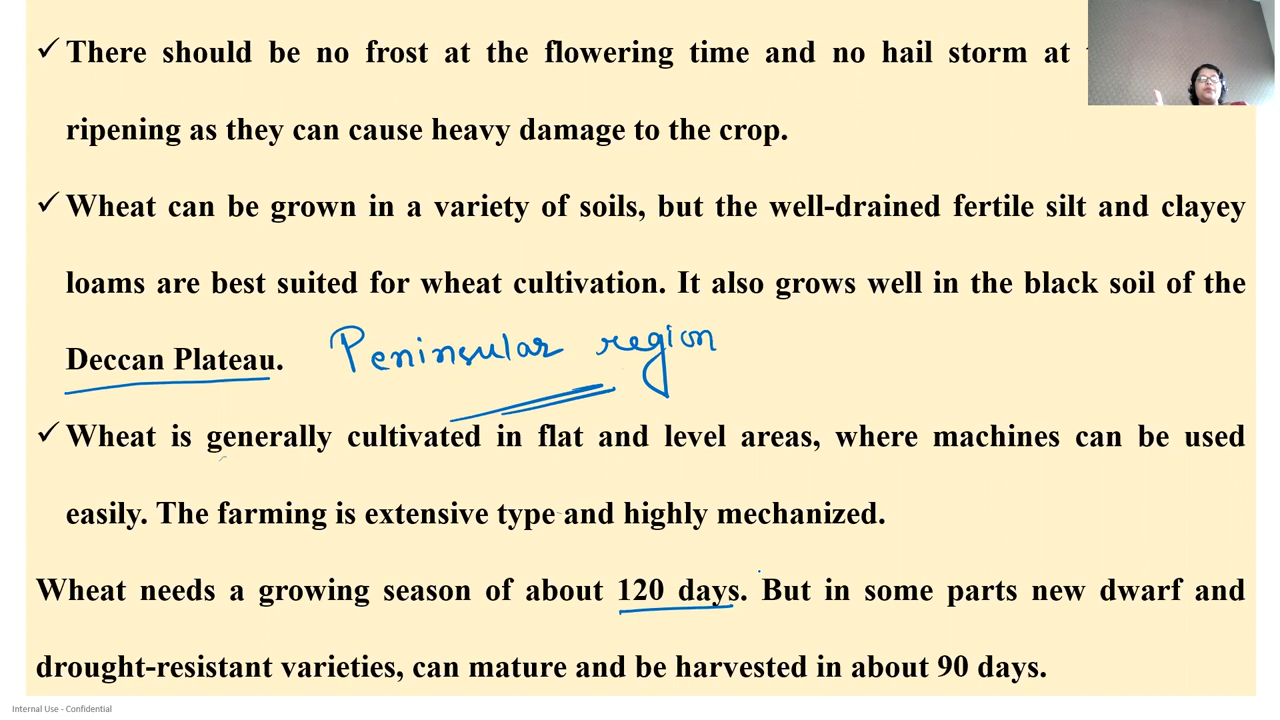 ✓ There should be no frost at the flowering time and no hail storm at
ripening as they can cause heavy damage to the crop.
✓ Wheat can be grown in a variety of soils, but the well-drained fertile silt and clayey
loams are best suited for wheat cultivation. It also grows well in the black soil of the
Deccan Plateau. Peninsular region
✓ Wheat is generally cultivated in flat and level areas, where machines can be used
easily. The farming is extensive type and highly mechanized.
Wheat needs a growing season of about 120 days. But in some parts new dwarf and
drought-resistant varieties, can mature and be harvested in about 90 days.
Internal Use - Confidential